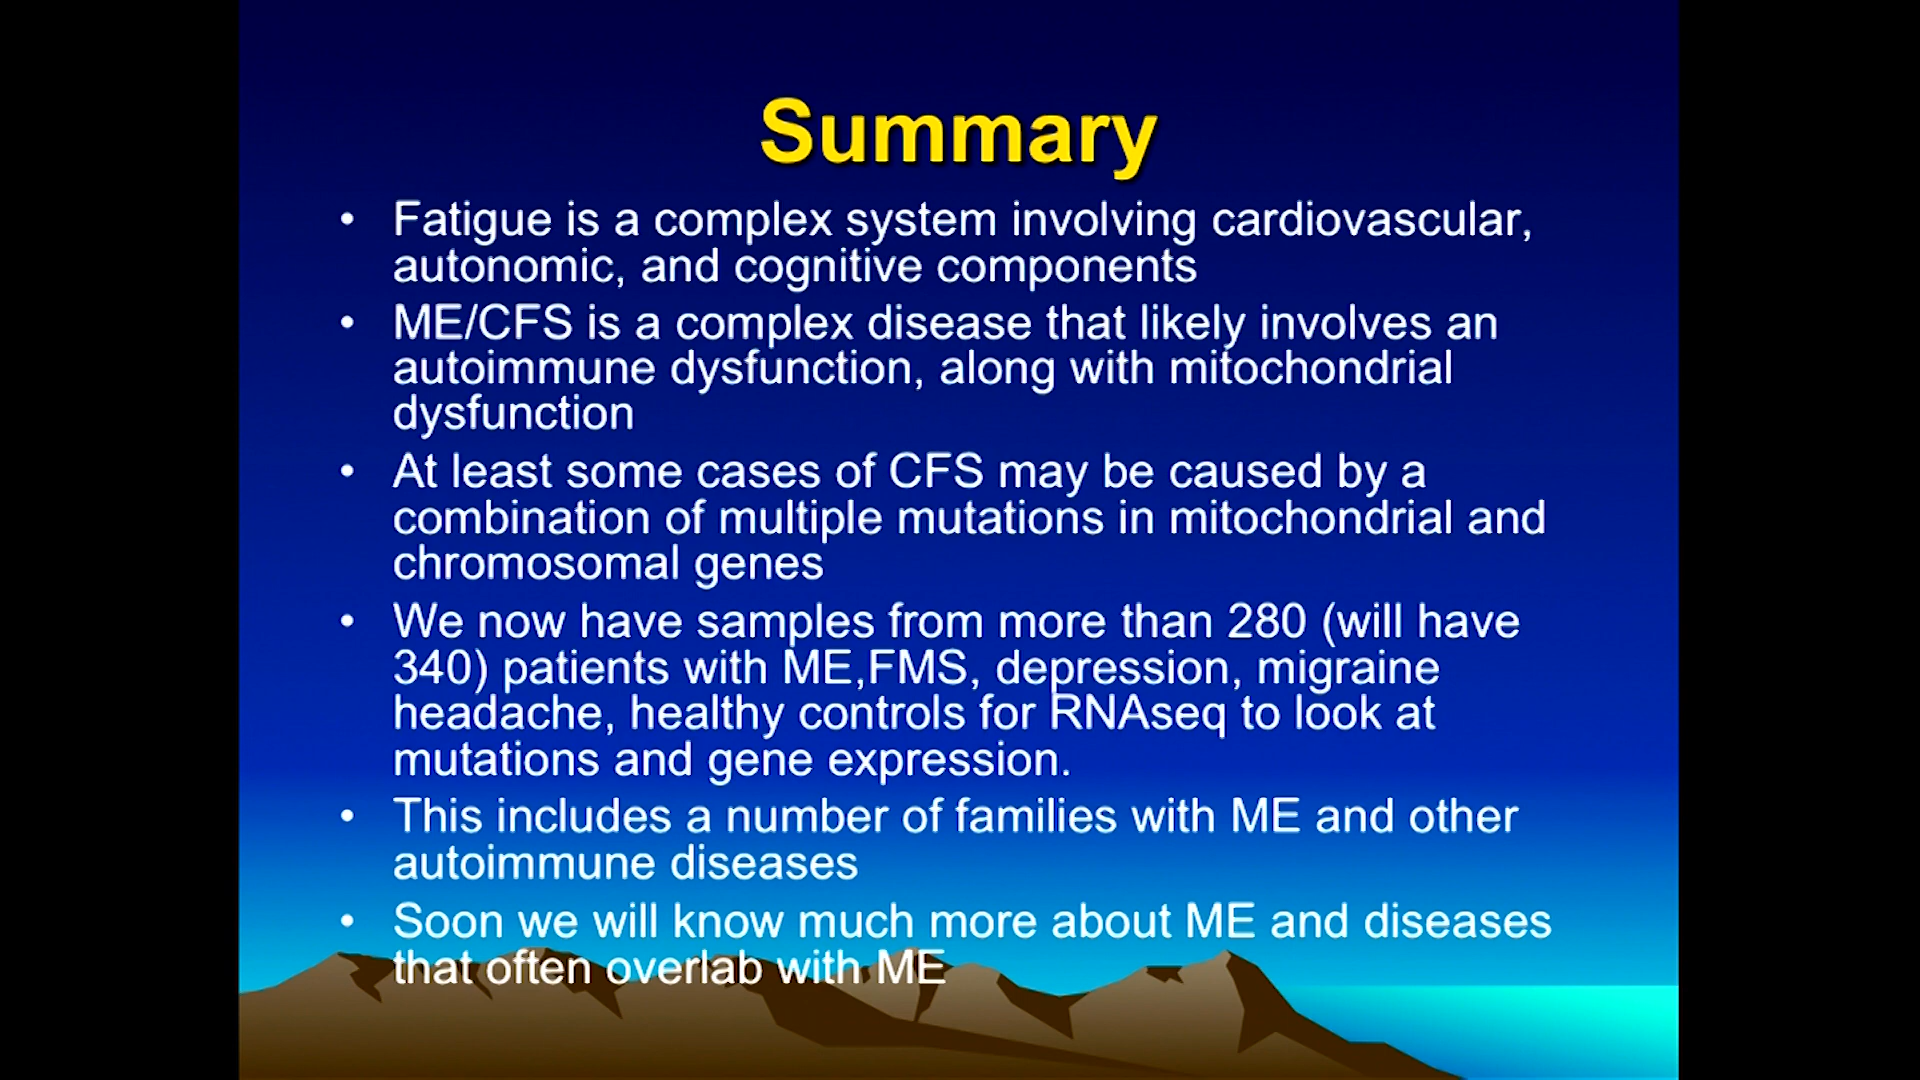 Summary
• Fatigue is a complex system involving cardiovascular,
autonomic, and cognitive components
• ME/CFS is a complex disease that likely involves an
autoimmune dysfunction, along with mitochondrial
dysfunction
• At least some cases of CFS may be caused by a
combination of multiple mutations in mitochondrial and
chromosomal genes
• We now have samples from more than 280 (will have
340) patients with ME,FMS, depression, migraine
headache, healthy controls for RNAseq to look at
mutations and gene expression.
• This includes a number of families with ME and other
autoimmune diseases
• Soon we will know much more about ME and diseases
that often overlab with ME